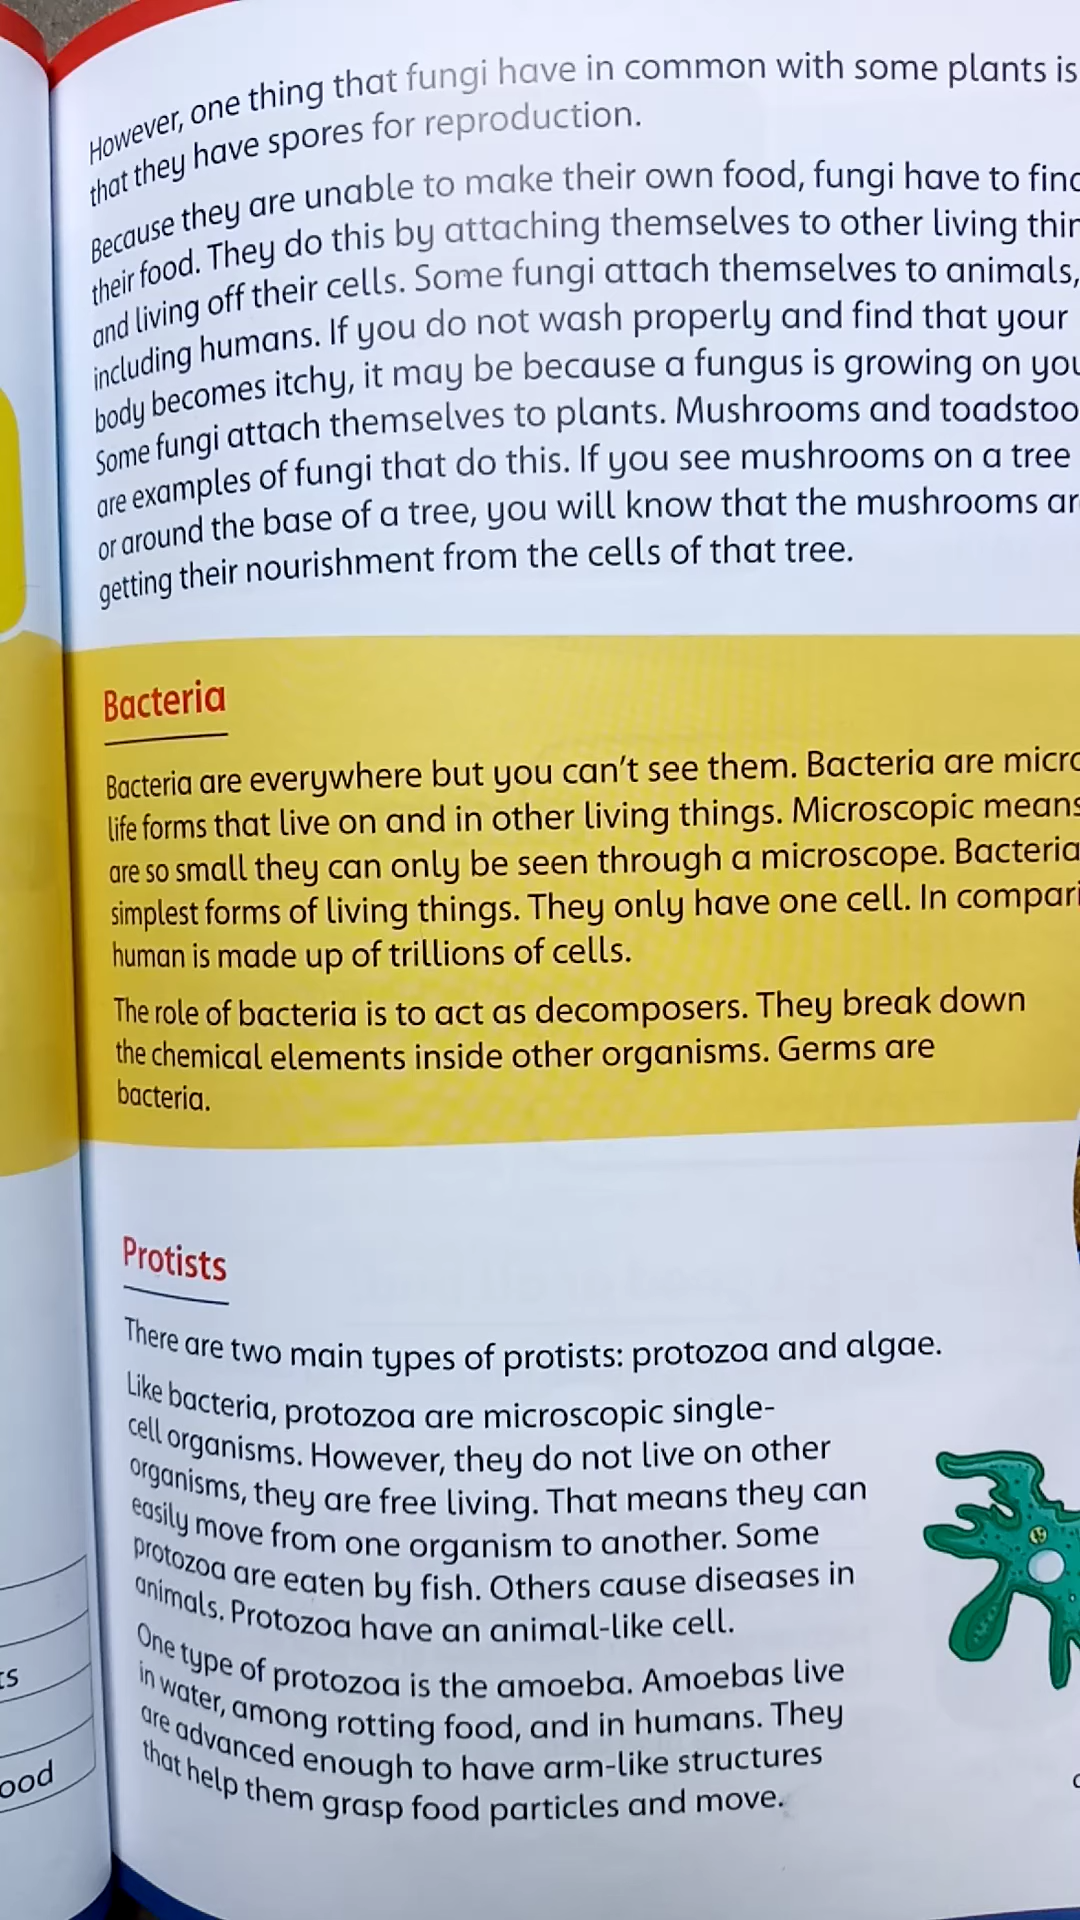 However, one thing that fungi have in common with some plants is
that they have spores for reproduction.
Because they are unable to make their own food, fungi have to find
their food. They do this by attaching themselves to other living
and living off their cells. Some fungi attach themselves to animals,
including humans. If you do not wash properly and find that your
body becomes itchy, it may be because a fungus is growing on
Some fungi attach themselves to plants. Mushrooms and
are examples of fungi that do this. If you see mushrooms on a tree
or around the base of a tree, you will know that the mushrooms
getting their nourishment from the cells of that tree.
Bacteria
Bacteria are everywhere but you can't see them. Bacteria are
life forms that live on and in other living things. Microscopic means
are so small they can only be seen through a microscope. Bacteria
simplest forms of living things. They only have one cell. In
human is made up of trillions of cells.
The role of bacteria is to act as decomposers. They break down
the chemical elements inside other organisms. Germs are
bacteria.
Protists
There are two main types of protists: protozoa and algae.
Like bacteria, protozoa are microscopic single-
cell organisms. However, they do not live on other
organisms, they are free living. That means they can
easily move from one organism to another. Some
protozoa are eaten by fish. Others cause diseases in
animals. Protozoa have an animal-like cell.
One type of protozoa is the amoeba. Amoebas live
in water, among rotting food, and in humans. They
are advanced enough to have arm-like structures
that help them grasp food particles and move.